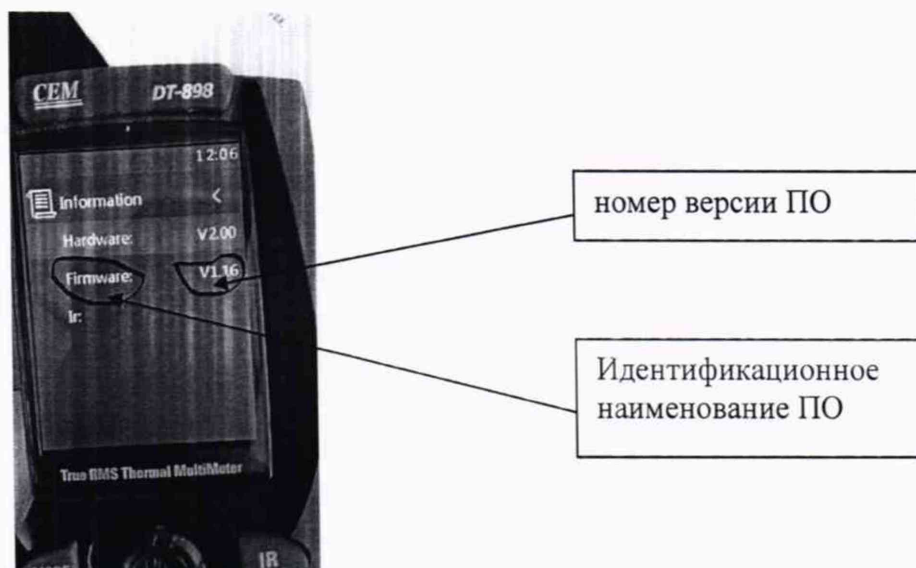 CEM DT-898
12:06
Information <
Hardware: V2.00
Firmware: V1.16
Ir:
True RMS Thermal MultiMeter
IR
номер версии ПО
Идентификационное
наименование ПО